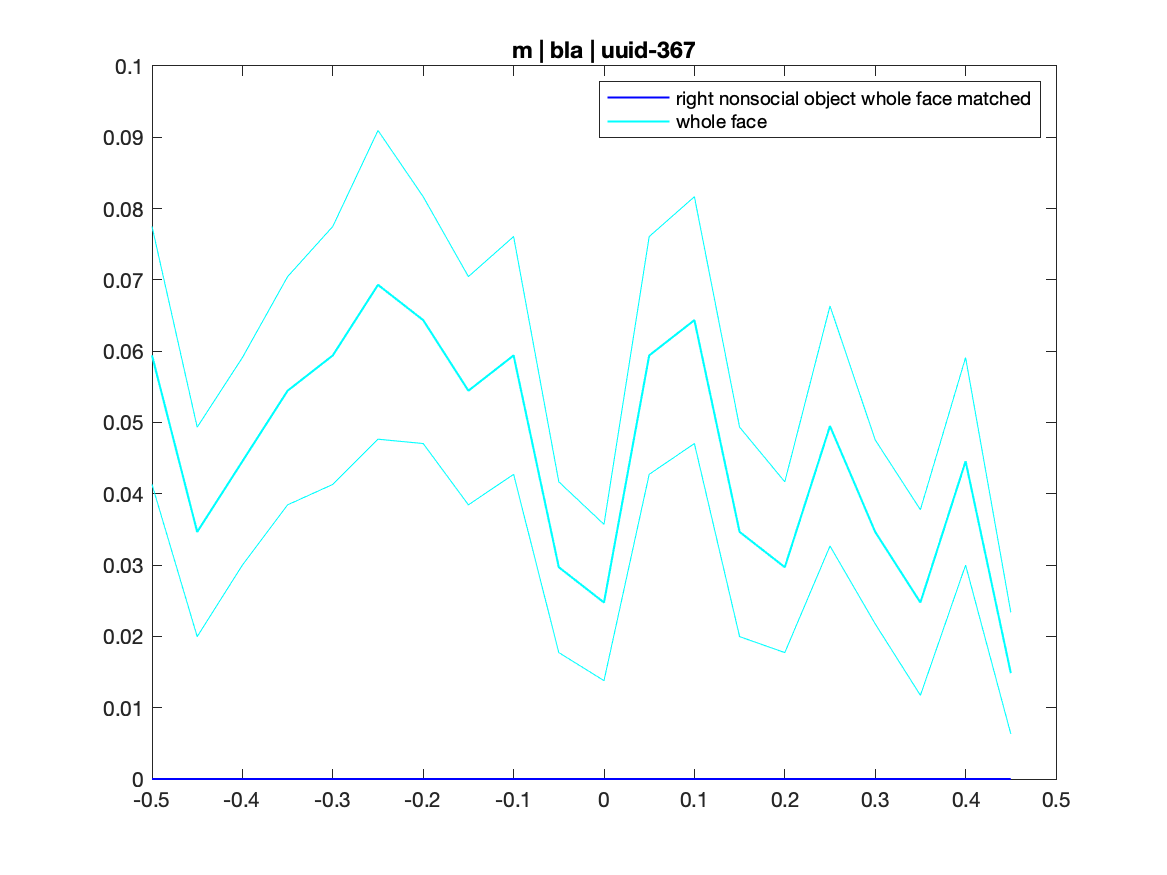 m | bla | uuid-367
right nonsocial object whole face matched
whole face
0.1
0.09
0.08
0.07
0.06
0.05
0.04
0.03
0.02
0.01
0
-0.5 -0.4 -0.3 -0.2 -0.1 0 0.1 0.2 0.3 0.4 0.5